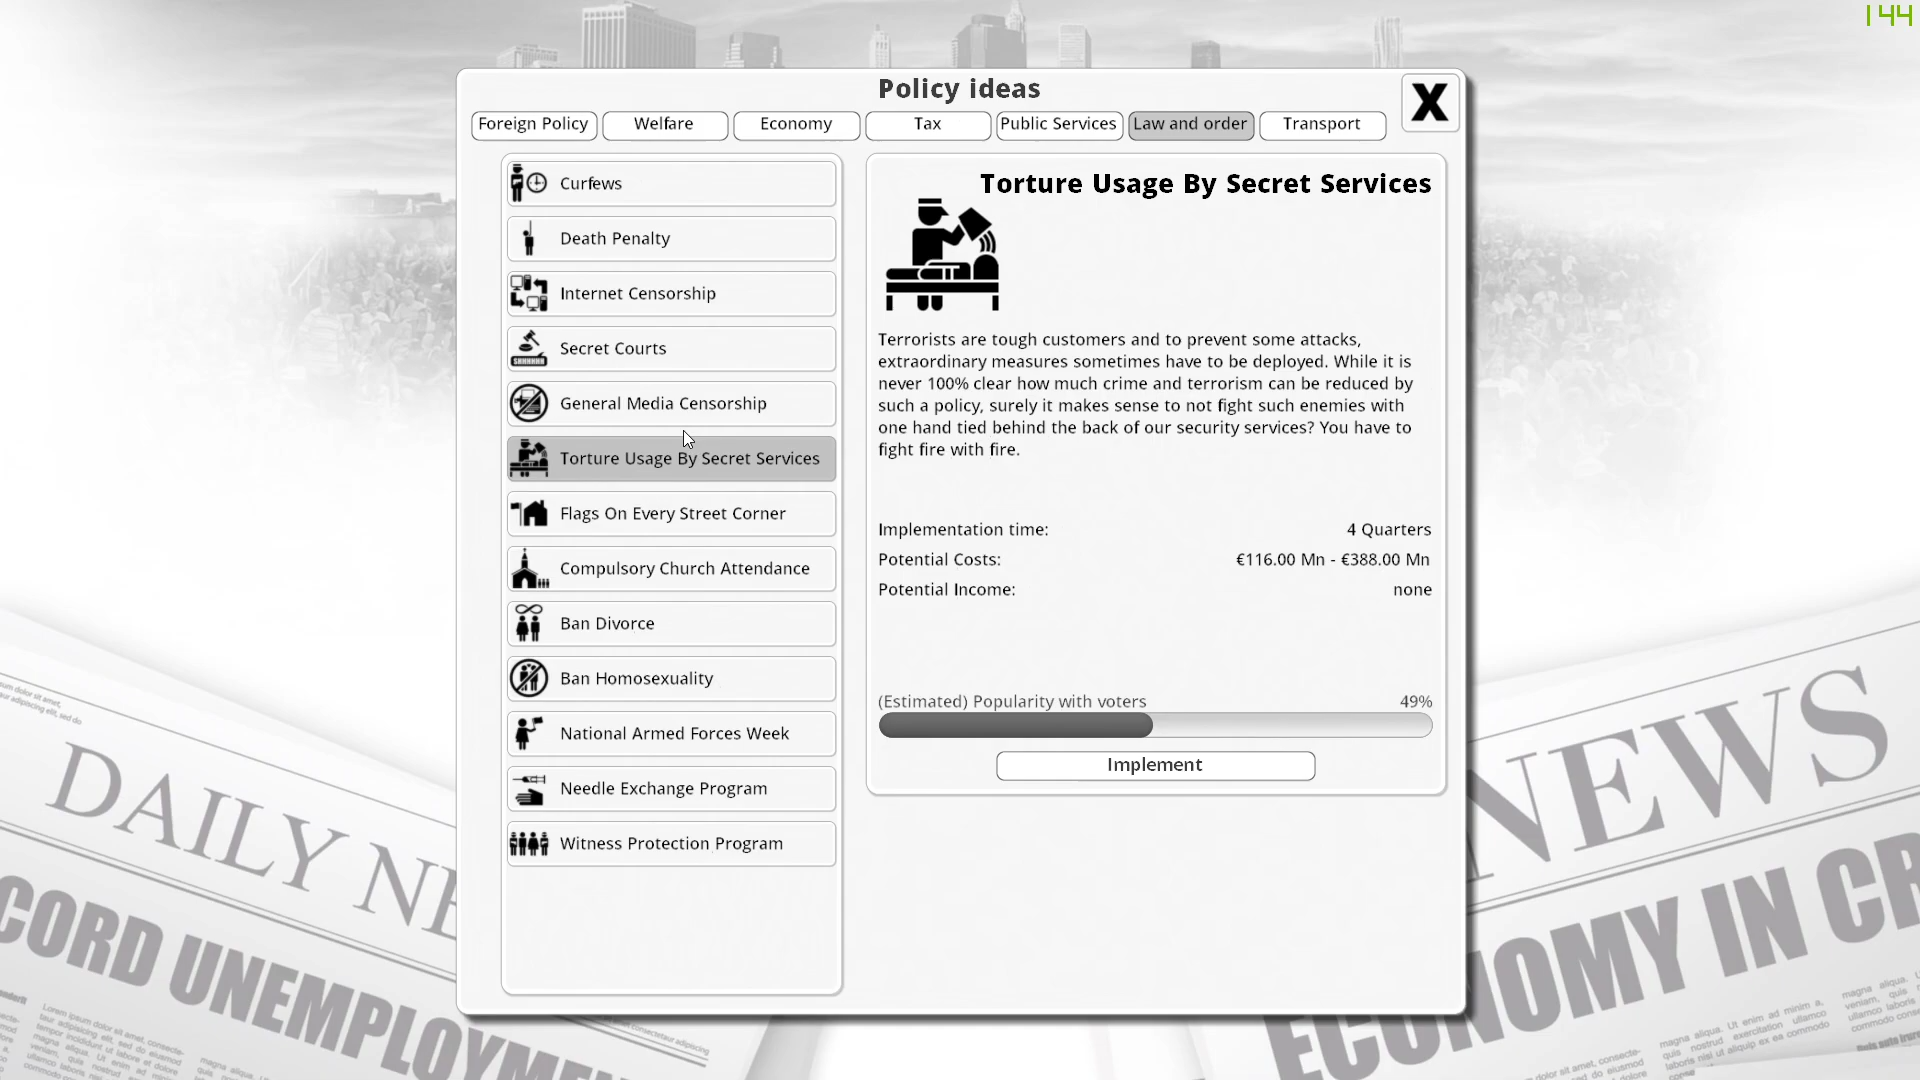 144
Policy ideas
Foreign Policy
Welfare
Economy
Tax
Public Services
Law and order
Transport
X
Curfews
Death Penalty
Internet Censorship
Secret Courts
General Media Censorship
Torture Usage By Secret Services
Flags On Every Street Corner
Compulsory Church Attendance
Ban Divorce
Ban Homosexuality
National Armed Forces Week
Needle Exchange Program
Witness Protection Program
Torture Usage By Secret Services
Terrorists are tough customers and to prevent some attacks,
extraordinary measures sometimes have to be deployed. While it is
never 100% clear how much crime and terrorism can be reduced by
such a policy, surely it makes sense to not fight such enemies with
one hand tied behind the back of our security services? You have to
fight fire with fire.
Implementation time: 4 Quarters
Potential Costs: €116.00 Mn - €388.00 Mn
Potential Income: none
(Estimated) Popularity with voters 49%
Implement
DAILY NE
CORD UNEMPLOYME
NEWS
ECONOMY IN CR